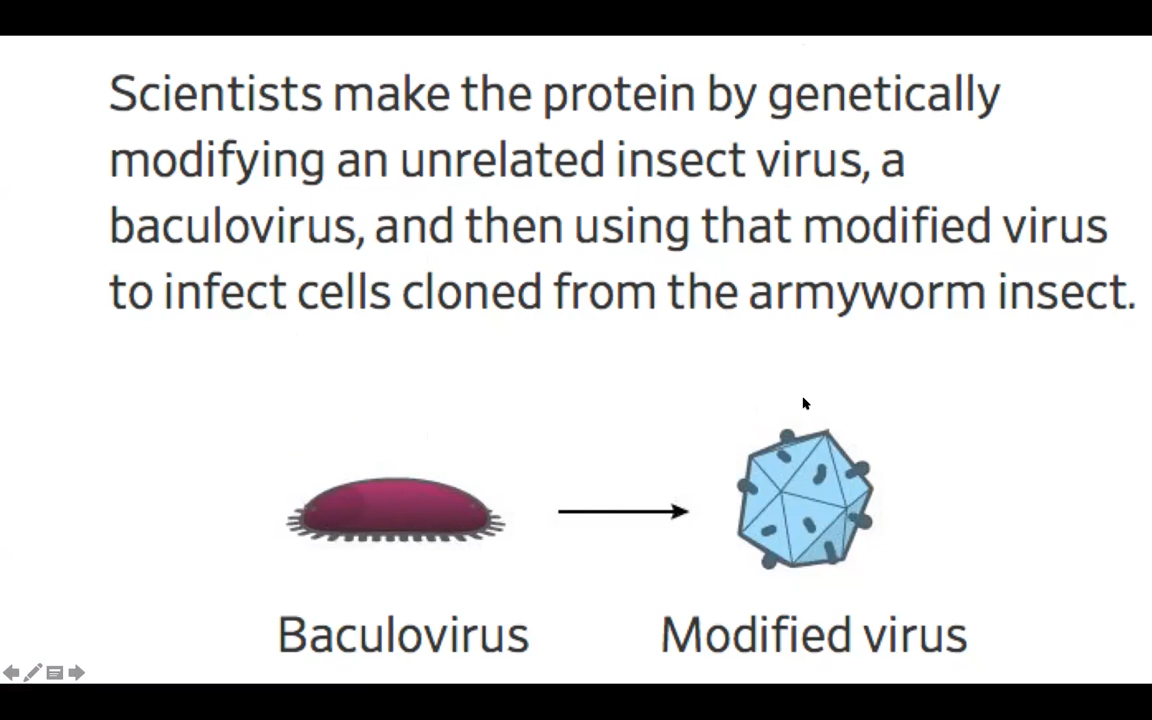 Scientists make the protein by genetically
modifying an unrelated insect virus, a
baculovirus, and then using that modified virus
to infect cells cloned from the armyworm insect.
Baculovirus
Modified virus